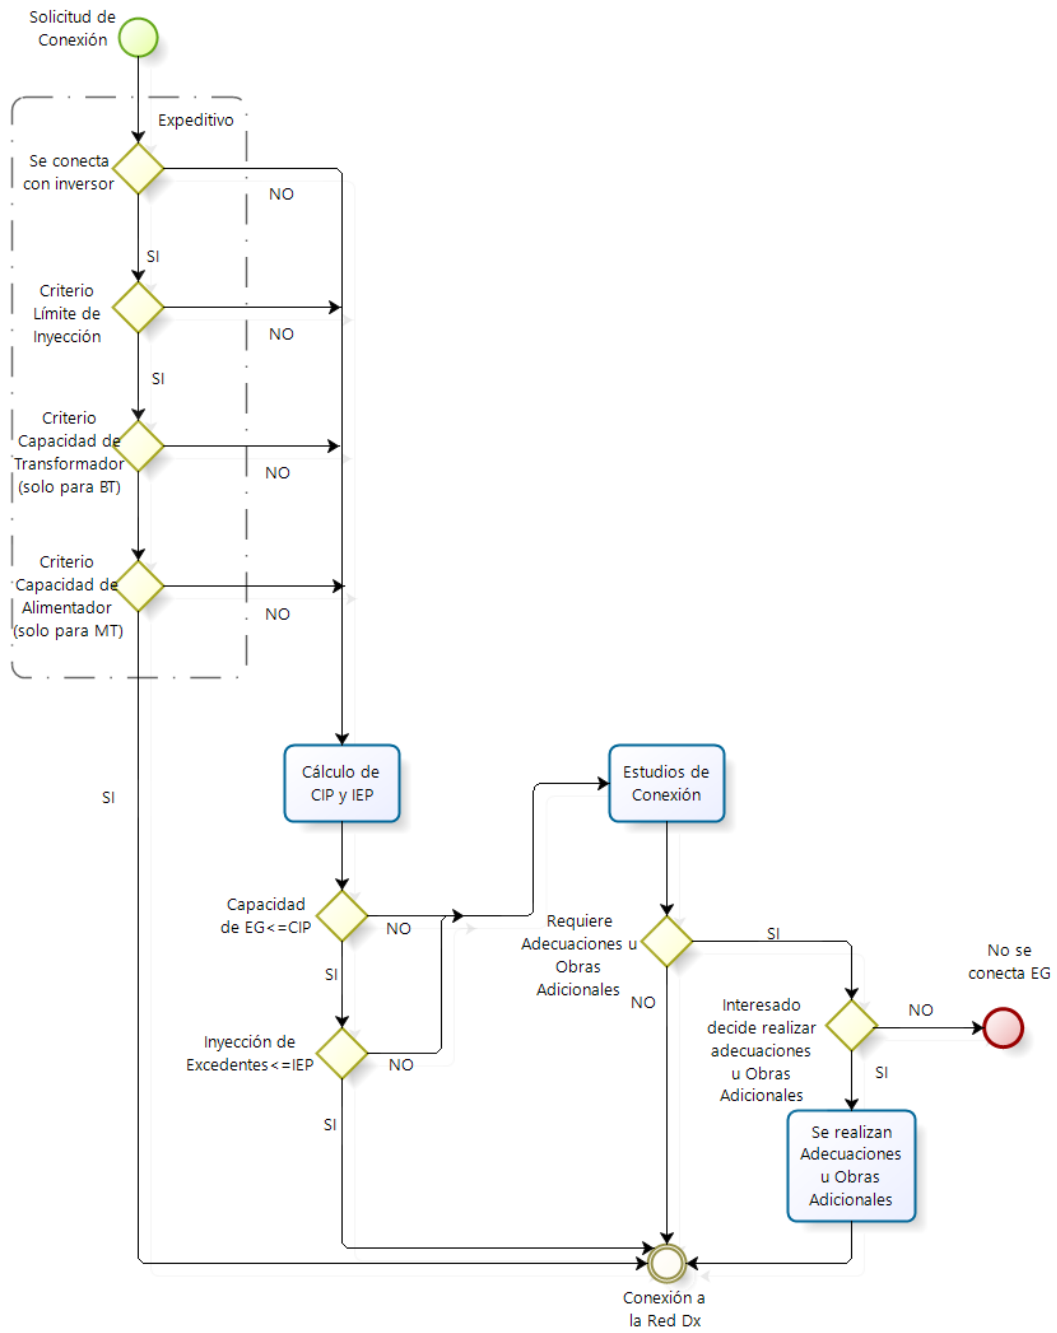 Solicitud de
Conexión
Expeditivo
Se conecta
con inversor
NO
SI
Criterio
Límite de
Inyección
NO
SI
Criterio
Capacidad de
Transformador
(solo para BT)
NO
Criterio
Capacidad de
Alimentador
(solo para MT)
NO
SI
Cálculo de
CIP y IEP
Estudios de
Conexión
Capacidad
de EG<=CIP
NO
SI
Requiere
Adecuaciones u
Obras
Adicionales
SI
NO
No se
conecta EG
Interesado
decide realizar
adecuaciones
u Obras
Adicionales
NO
SI
Inyección de
Excedentes<=IEP
NO
SI
Se realizan
Adecuaciones
u Obras
Adicionales
Conexión a
la Red Dx